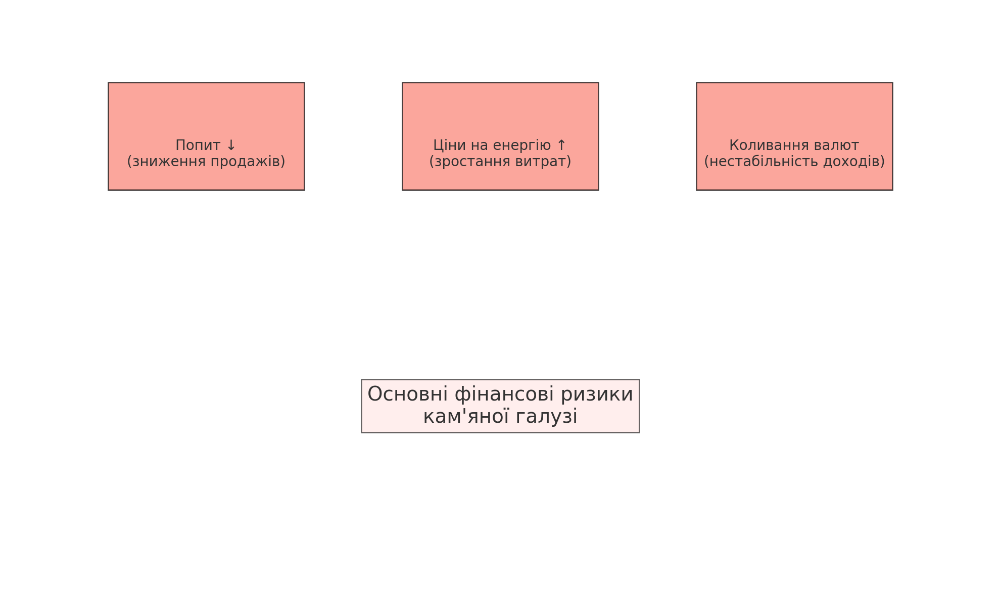 Попит ↓
(зниження продажів)
Ціни на енергію ↑
(зростання витрат)
Коливання валют
(нестабільність доходів)
Основні фінансові ризики
кам'яної галузі